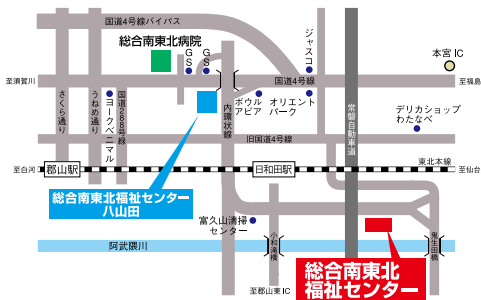 国道4号線バイパス
総合南東北病院
GS
GS
ジャスコ
本宮IC
至須賀川
国道4号線
至福島
さくら通り
うねめ通り
ヨークベニマル
国道288号線
内環状線
ボウル
アピア
オリエント
パーク
常磐自動車道
デリカショップ
わたなべ
旧国道4号線
東北本線
至白河
郡山駅
日和田駅
至仙台
総合南東北福祉センター
八山田
富久山清掃
センター
小和滝橋
鬼生田橋
阿武隈川
総合南東北
福祉センター
至郡山東IC